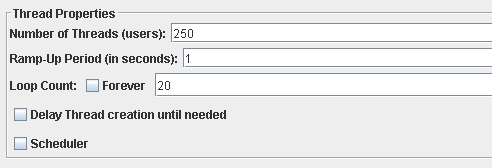 Thread Properties
Number of Threads (users): 250
Ramp-Up Period (in seconds): 1
Loop Count: Forever 20
Delay Thread creation until needed
Scheduler